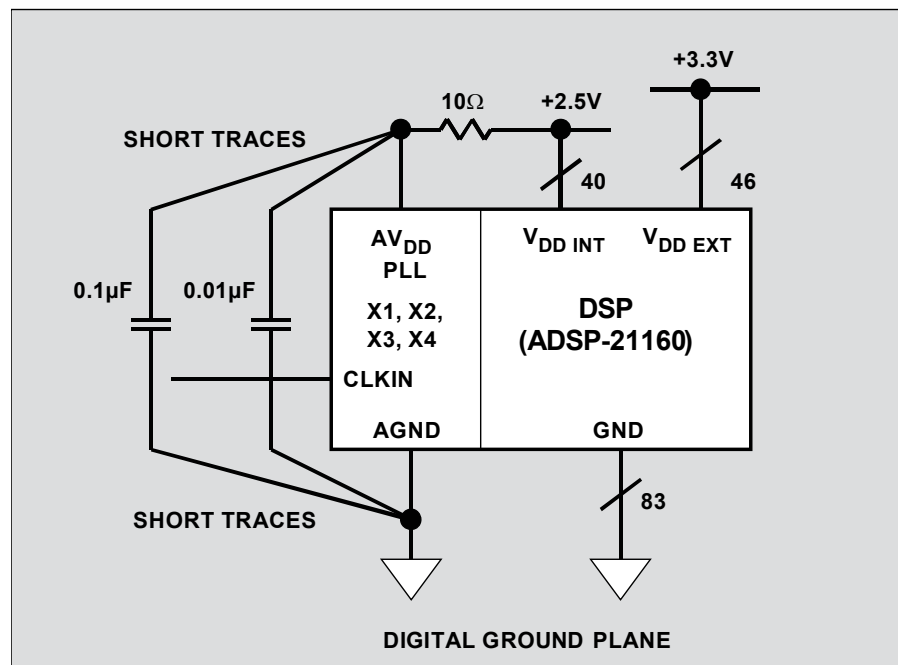 +3.3V
10Ω
+2.5V
SHORT TRACES
40
46
AVDD
PLL
VDD INT
VDD EXT
0.1µF
0.01µF
X1, X2,
X3, X4
DSP
(ADSP-21160)
CLKIN
AGND
GND
SHORT TRACES
83
DIGITAL GROUND PLANE